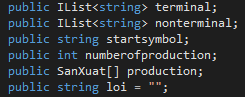 public IList<string> terminal;
public IList<string> nonterminal;
public string startsymbol;
public int numberofproduction;
public SanXuat[] production;
public string loi = "";